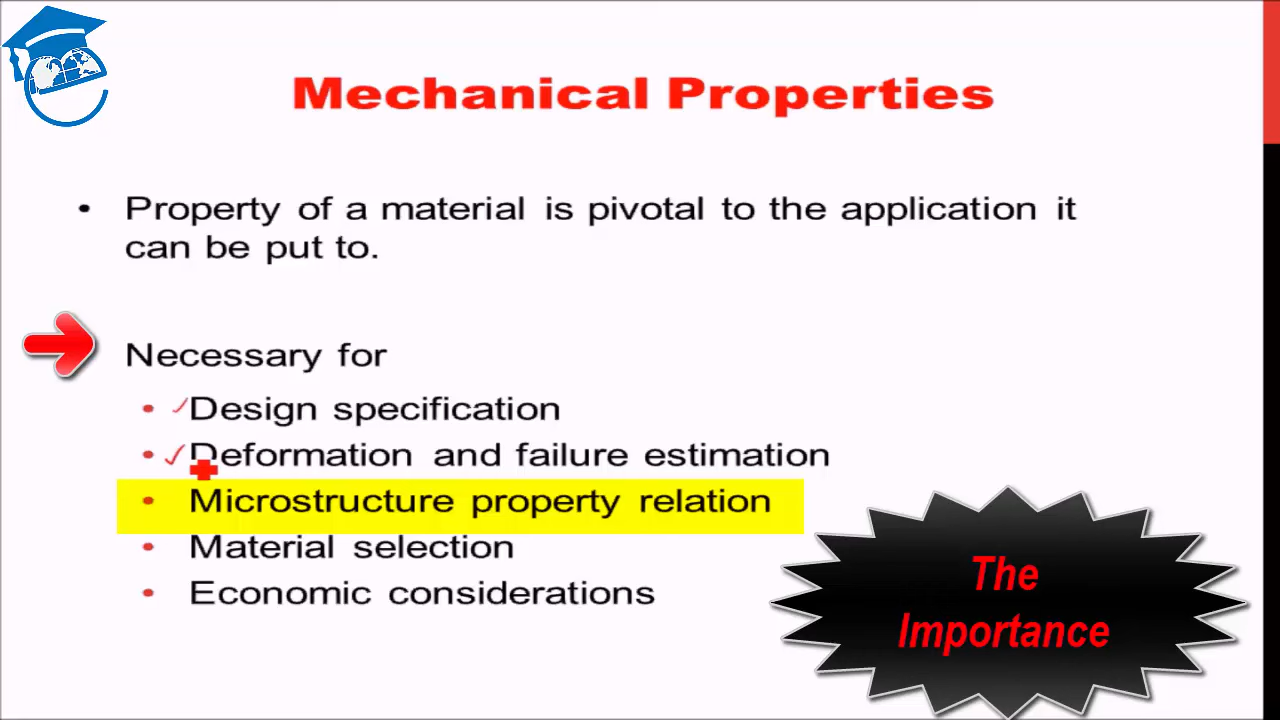 Mechanical Properties
• Property of a material is pivotal to the application it
can be put to.
Necessary for
• Design specification
• Deformation and failure estimation
• Microstructure property relation
• Material selection
• Economic considerations
The
Importance